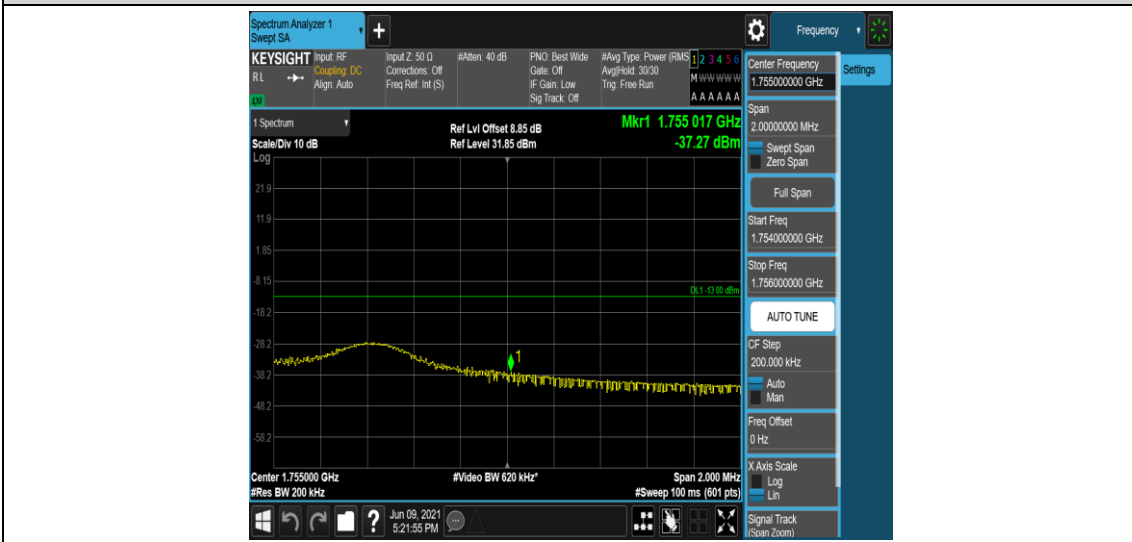 Spectrum Analyzer 1
Swept SA
+
Frequency
KEYSIGHT
RL
LXI
Input: RF
Coupling: DC
Align: Auto
Input Z: 50 Ω
Corrections: Off
Freq Ref: Int (S)
#Atten: 40 dB
PNO: Best Wide
Gate: Off
IF Gain: Low
Sig Track: Off
#Avg Type: Power (RMS
Avg|Hold: 30/30
Trig: Free Run
1 2 3 4 5 6
M W W W W W
A A A A A A
Center Frequency
1.755000000 GHz
Settings
Span
2.00000000 MHz
Swept Span
Zero Span
Full Span
Start Freq
1.754000000 GHz
Stop Freq
1.756000000 GHz
AUTO TUNE
CF Step
200.000 kHz
Auto
Man
Freq Offset
0 Hz
X Axis Scale
Log
Lin
Signal Track
(Span Zoom)
1 Spectrum
Scale/Div 10 dB
Log
Ref Lvl Offset 8.85 dB
Ref Level 31.85 dBm
Mkr1 1.755 017 GHz
-37.27 dBm
21.9
11.9
1.85
-8.15
DL1 -13.00 dBm
-18.2
-28.2
1
-38.2
-48.2
-58.2
Center 1.755000 GHz
#Res BW 200 kHz
#Video BW 620 kHz*
Span 2.000 MHz
#Sweep 100 ms (601 pts)
?
Jun 09, 2021
5:21:55 PM